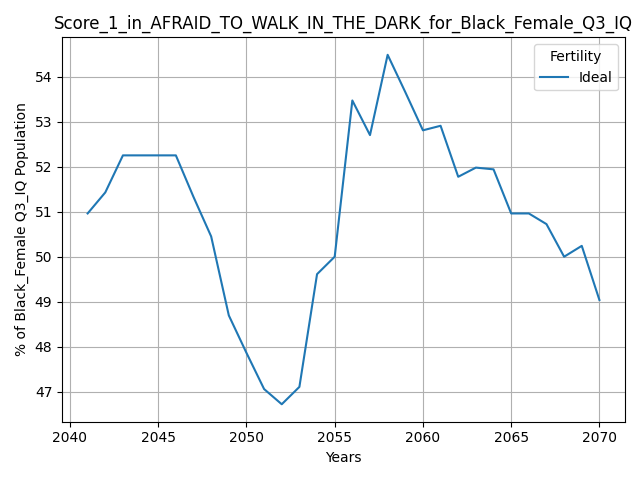 Score_1_in_AFRAID_TO_WALK_IN_THE_DARK_for_Black_Female_Q3_IQ
Fertility
Ideal
54
53
52
51
50
49
48
47
% of Black_Female Q3_IQ Population
2040 2045 2050 2055 2060 2065 2070
Years